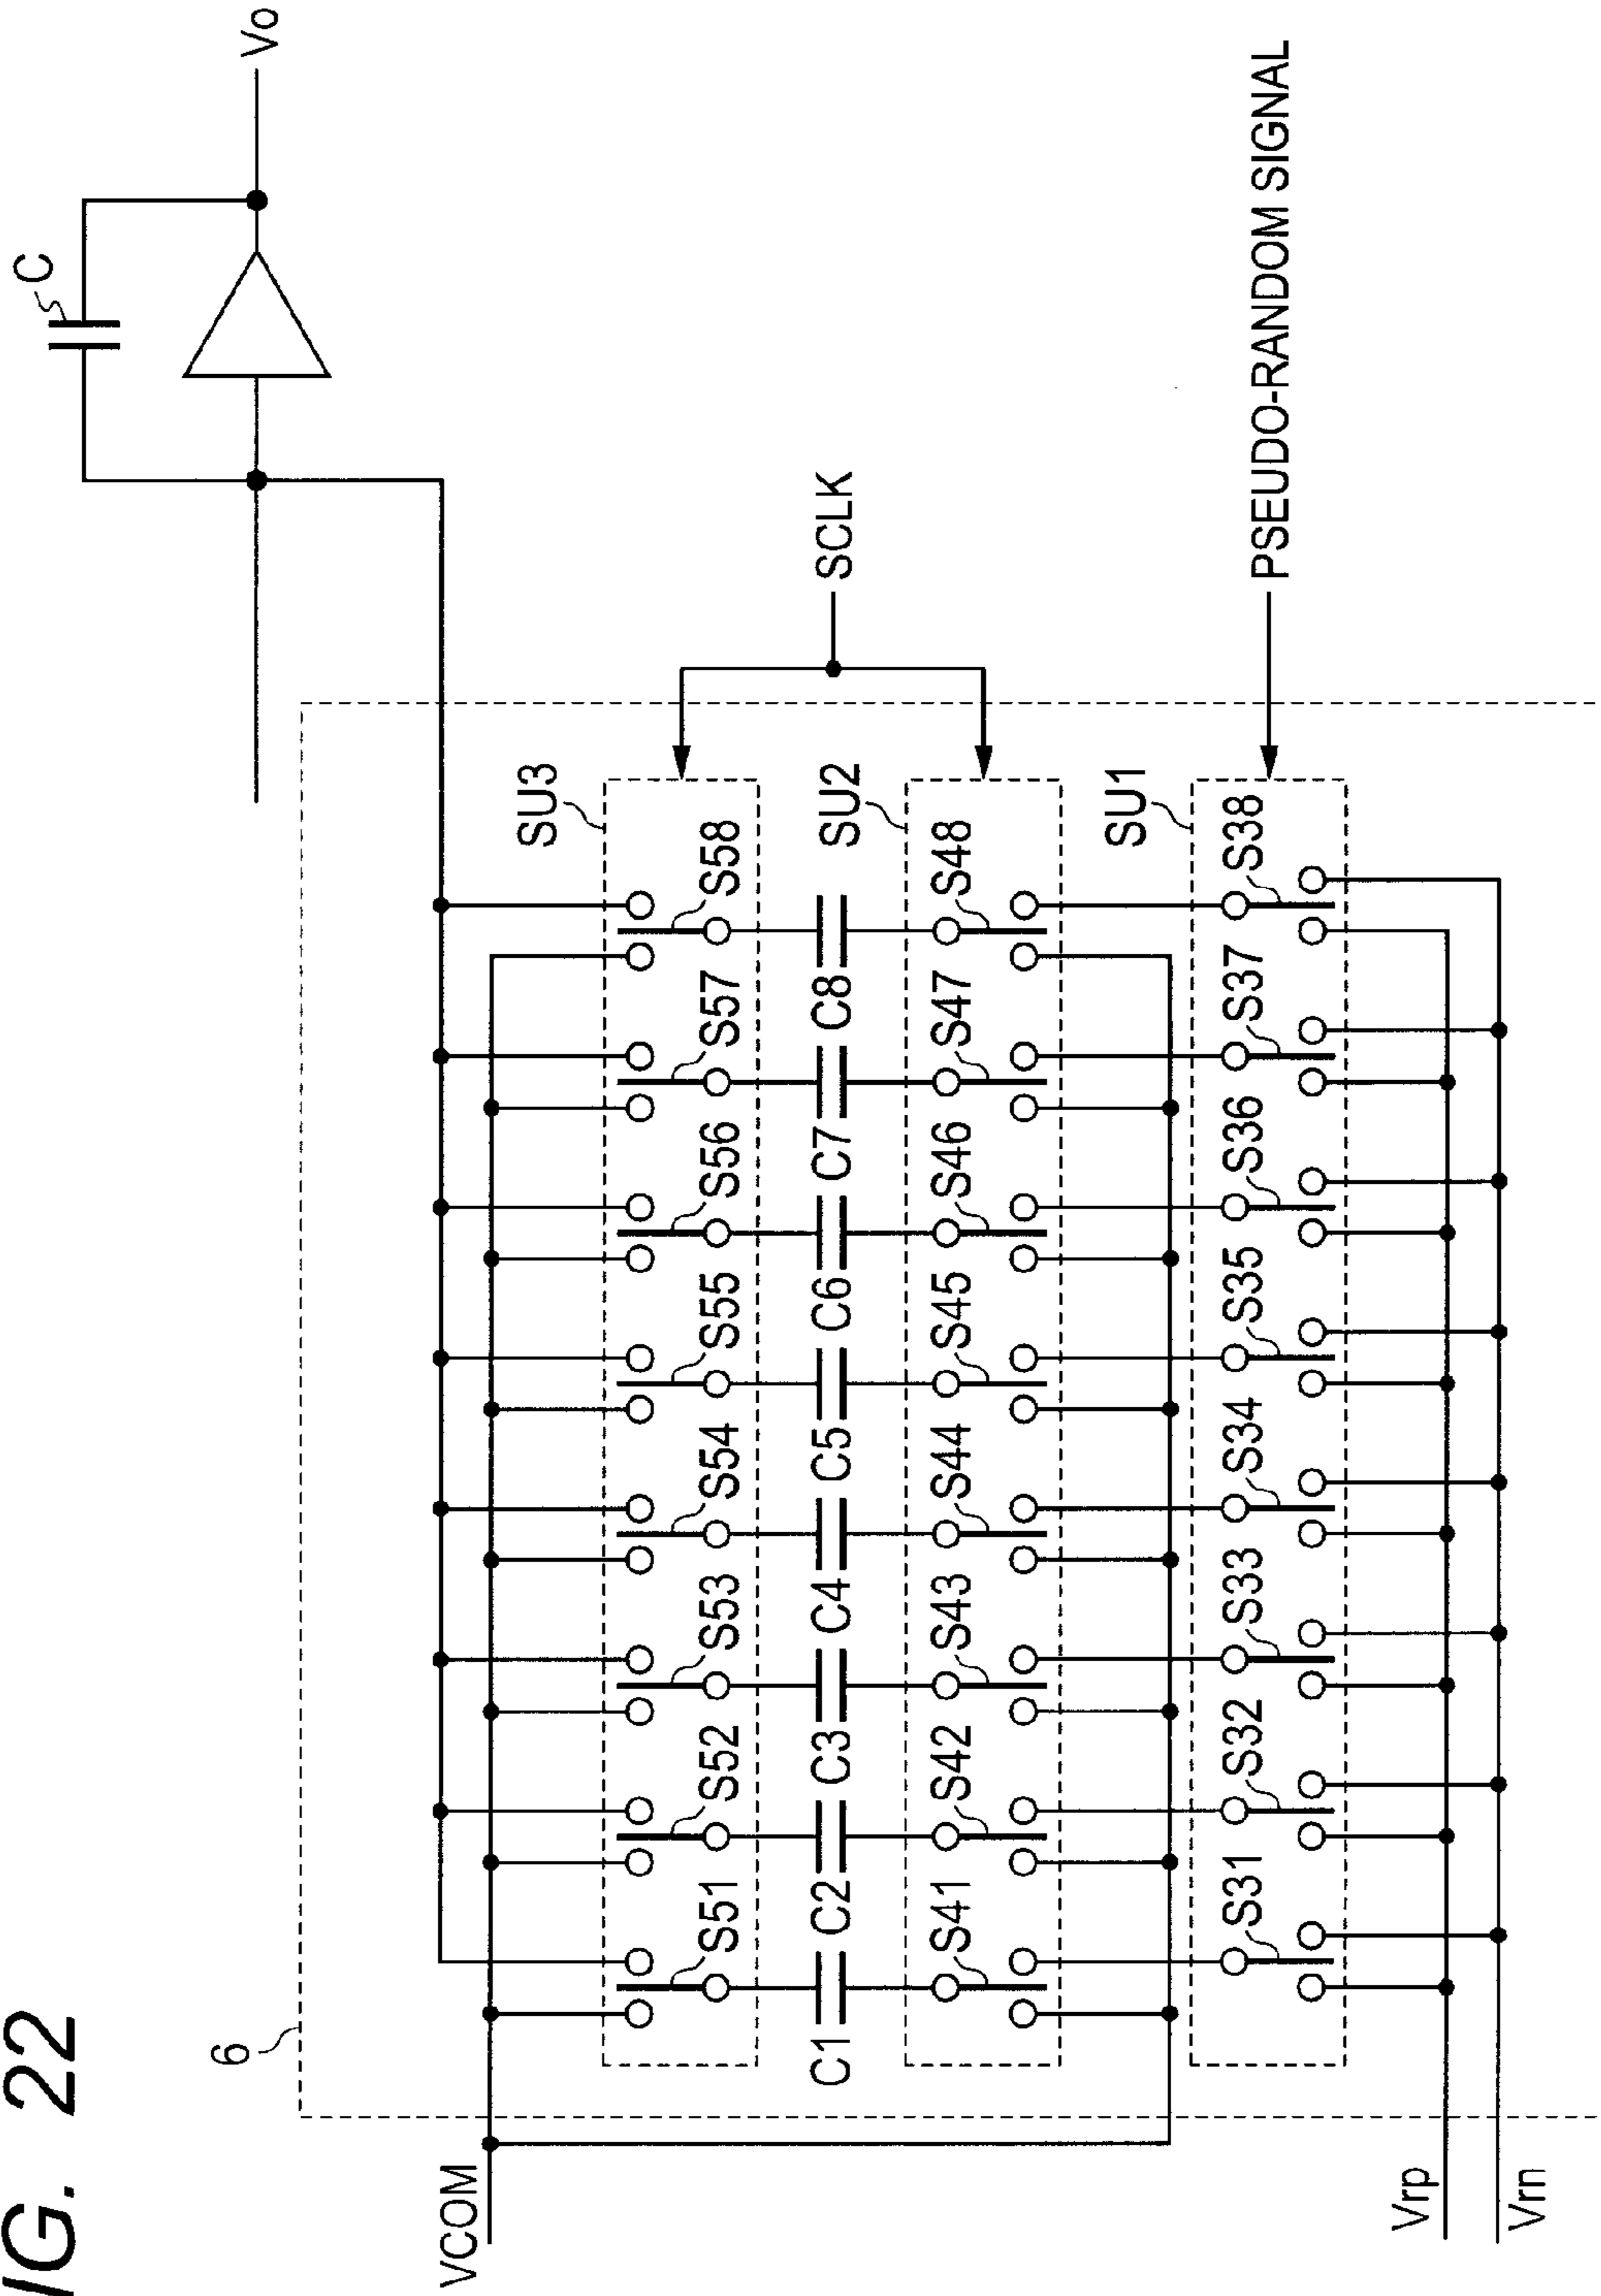 IG. 22
6
C
Vo
VCOM
SU3
S51 S52 S53 S54 S55 S56 S57 S58
C1 C2 C3 C4 C5 C6 C7 C8
SCLK
SU2
S41 S42 S43 S44 S45 S46 S47 S48
SU1
S31 S32 S33 S34 S35 S36 S37 S38
PSEUDO-RANDOM SIGNAL
Vrp
Vrn